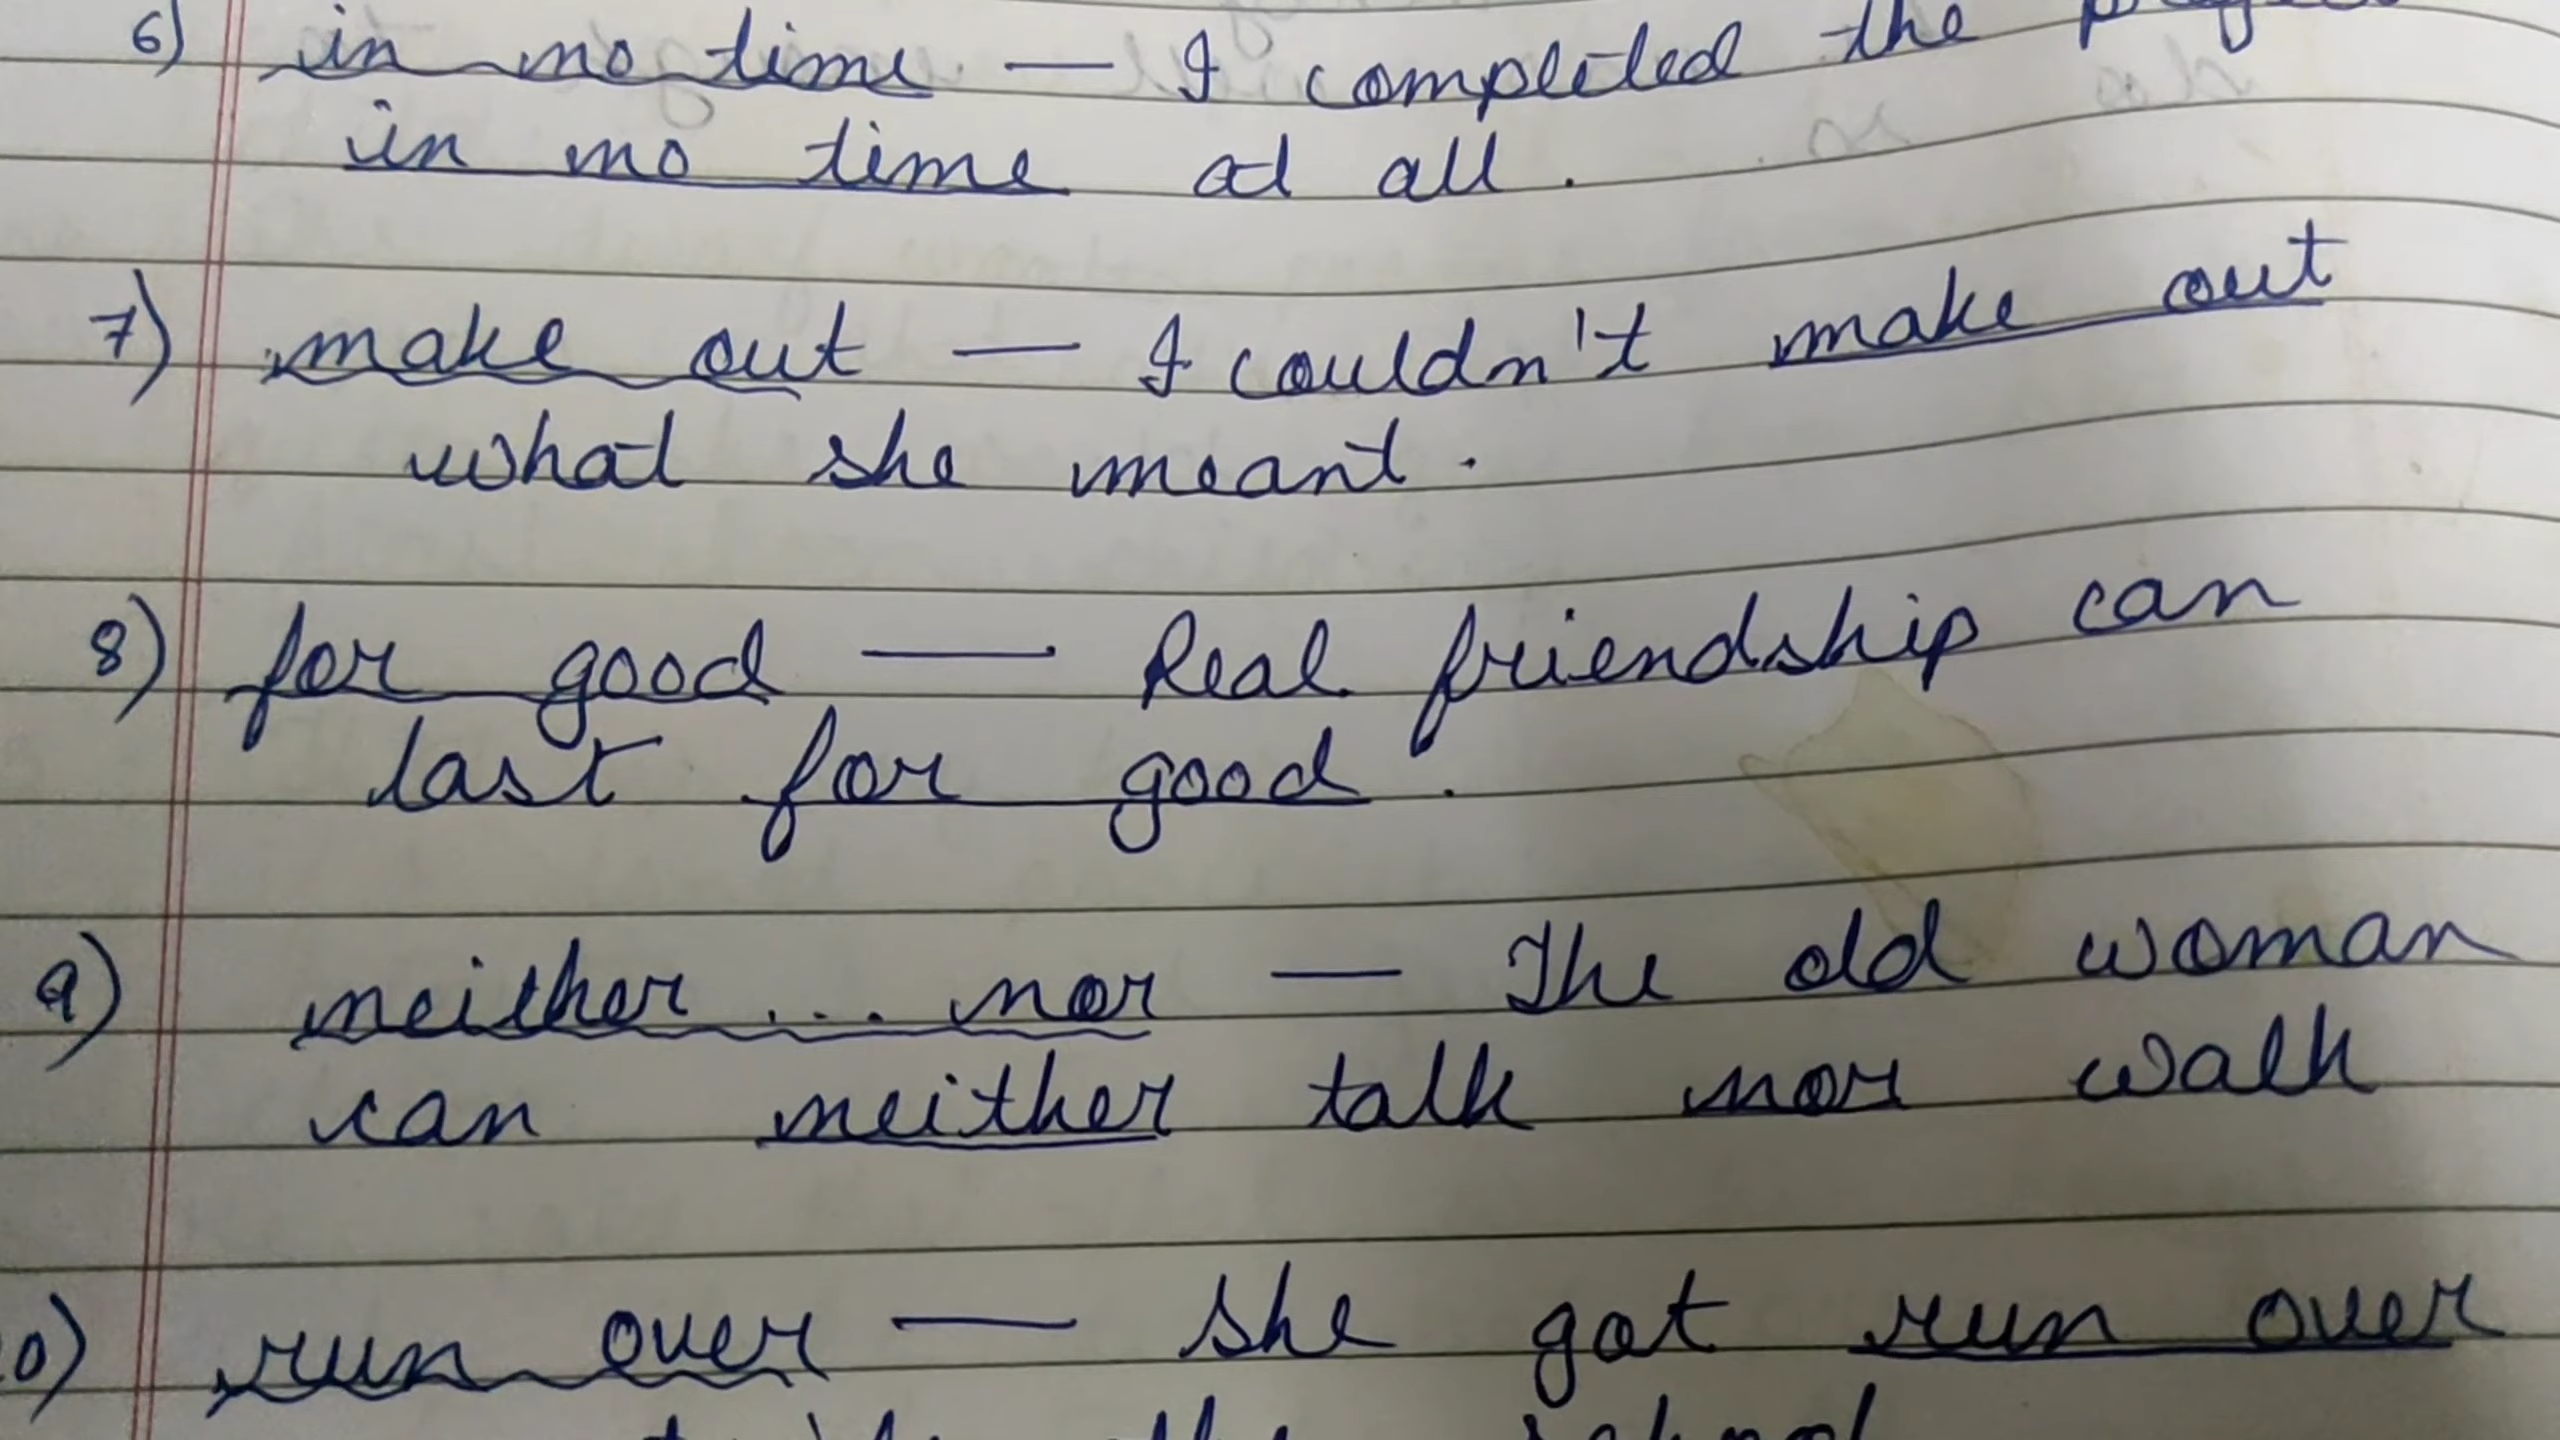 6) in no time — I completed the
in no time at all.
7) make out — I couldn't make out
what she meant.
8) for good — Real friendship can
last for good.
9) neither ... nor — The old woman
can neither talk nor walk
0) run over — She got run over
the school